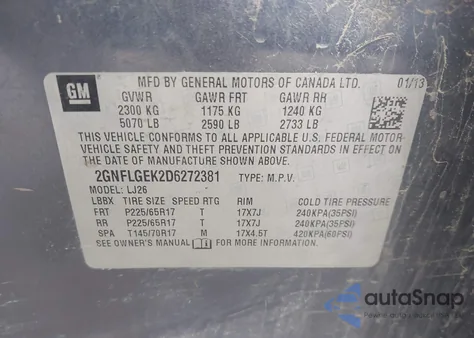 GM
MFD BY GENERAL MOTORS OF CANADA LTD. 01/13
GVWR GAWR FRT GAWR RR
2300 KG 1175 KG 1240 KG
5070 LB 2590 LB 2733 LB
THIS VEHICLE CONFORMS TO ALL APPLICABLE U.S. FEDERAL MOTOR
VEHICLE SAFETY AND THEFT PREVENTION STANDARDS IN EFFECT ON
THE DATE OF MANUFACTURE SHOWN ABOVE.
2GNFLGEK2D6272381 TYPE: M.P.V.
MODEL: LJ26
LBBX TIRE SIZE SPEED RTG RIM COLD TIRE PRESSURE
FRT P225/65R17 T 17X7J 240KPA(35PSI)
RR P225/65R17 T 17X7J 240KPA(35PSI)
SPA T145/70R17 M 17X4.5T 420KPA(60PSI)
SEE OWNER'S MANUAL FOR MORE INFORMATION.
autoSnap